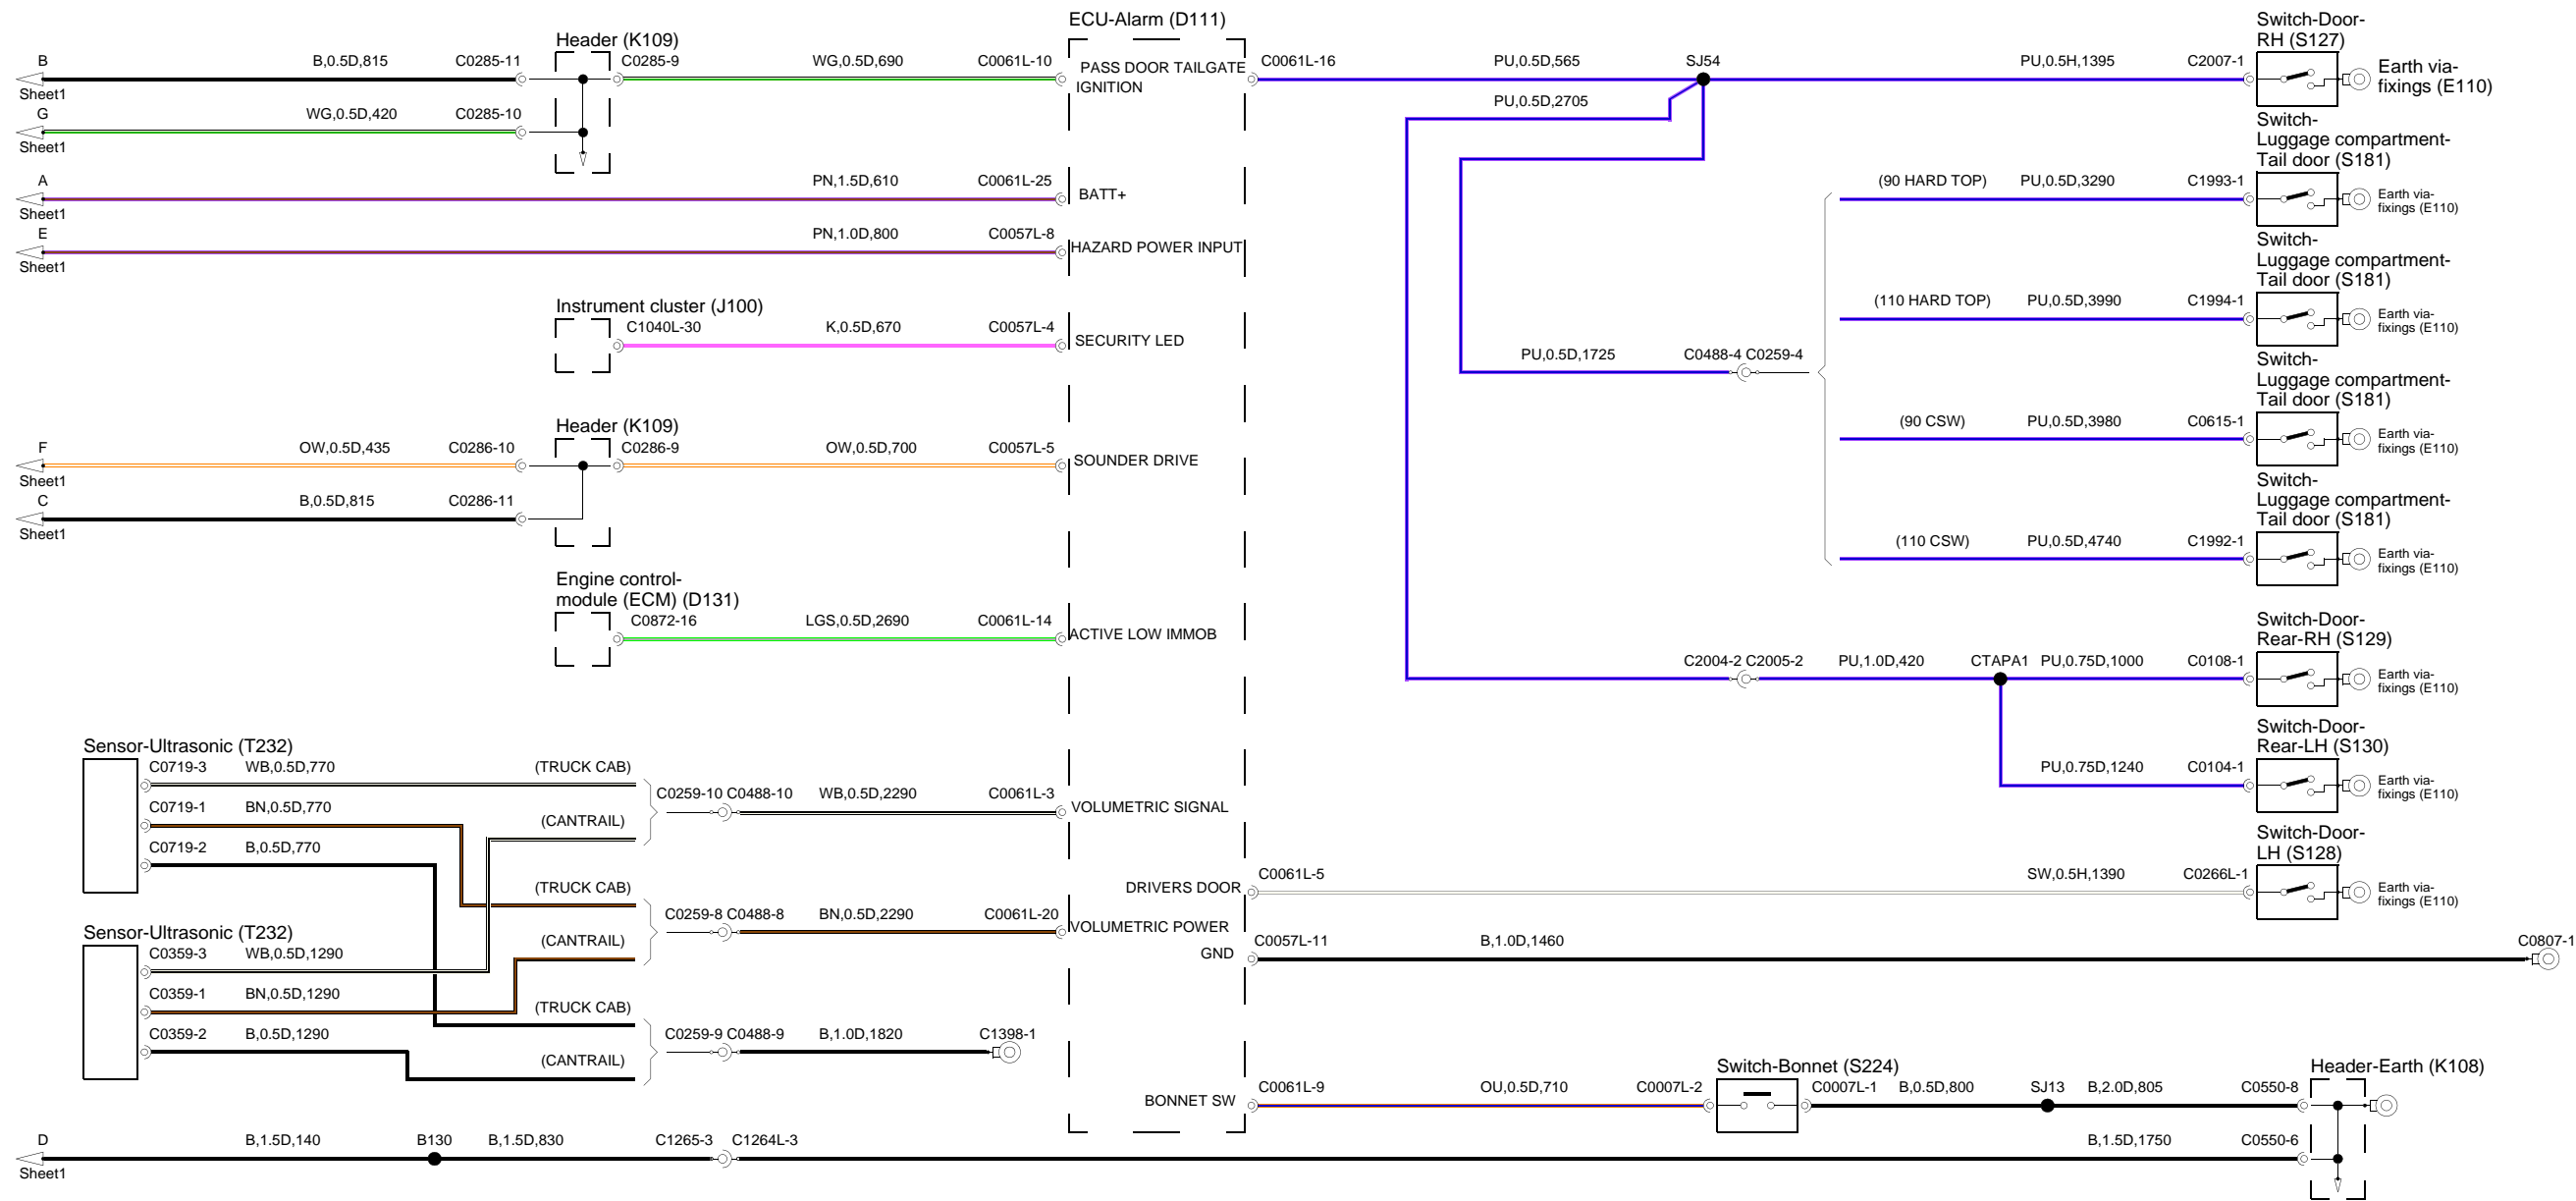 ECU-Alarm (D111)
Switch-Door-
RH (S127)
Header (K109)
B
B,0.5D,815
C0285-11
C0285-9
WG,0.5D,690
C0061L-10
PASS DOOR TAILGATE
IGNITION
C0061L-16
PU,0.5D,565
SJ54
PU,0.5H,1395
C2007-1
Earth via-
fixings (E110)
Sheet1
G
WG,0.5D,420
C0285-10
Sheet1
PU,0.5D,2705
Switch-
Luggage compartment-
Tail door (S181)
A
PN,1.5D,610
C0061L-25
BATT+
Sheet1
(90 HARD TOP)
PU,0.5D,3290
C1993-1
Earth via-
fixings (E110)
E
PN,1.0D,800
C0057L-8
HAZARD POWER INPUT
Sheet1
Switch-
Luggage compartment-
Tail door (S181)
(110 HARD TOP)
PU,0.5D,3990
C1994-1
Earth via-
fixings (E110)
Instrument cluster (J100)
C1040L-30
K,0.5D,670
C0057L-4
SECURITY LED
PU,0.5D,1725
C0488-4 C0259-4
Switch-
Luggage compartment-
Tail door (S181)
(90 CSW)
PU,0.5D,3980
C0615-1
Earth via-
fixings (E110)
Header (K109)
F
OW,0.5D,435
C0286-10
C0286-9
OW,0.5D,700
C0057L-5
SOUNDER DRIVE
Sheet1
C
B,0.5D,815
C0286-11
Sheet1
Switch-
Luggage compartment-
Tail door (S181)
(110 CSW)
PU,0.5D,4740
C1992-1
Earth via-
fixings (E110)
Engine control-
module (ECM) (D131)
C0872-16
LGS,0.5D,2690
C0061L-14
ACTIVE LOW IMMOB
Switch-Door-
Rear-RH (S129)
C2004-2 C2005-2
PU,1.0D,420
CTAPA1
PU,0.75D,1000
C0108-1
Earth via-
fixings (E110)
Switch-Door-
Rear-LH (S130)
PU,0.75D,1240
C0104-1
Earth via-
fixings (E110)
Sensor-Ultrasonic (T232)
C0719-3
WB,0.5D,770
(TRUCK CAB)
C0719-1
BN,0.5D,770
(CANTRAIL)
C0719-2
B,0.5D,770
C0259-10 C0488-10
WB,0.5D,2290
C0061L-3
VOLUMETRIC SIGNAL
Switch-Door-
LH (S128)
DRIVERS DOOR
C0061L-5
SW,0.5H,1390
C0266L-1
Earth via-
fixings (E110)
(TRUCK CAB)
C0259-8 C0488-8
BN,0.5D,2290
C0061L-20
VOLUMETRIC POWER
(CANTRAIL)
GND
C0057L-11
B,1.0D,1460
C0807-1
Sensor-Ultrasonic (T232)
C0359-3
WB,0.5D,1290
C0359-1
BN,0.5D,1290
(TRUCK CAB)
C0359-2
B,0.5D,1290
C0259-9 C0488-9
B,1.0D,1820
C1398-1
(CANTRAIL)
Switch-Bonnet (S224)
Header-Earth (K108)
BONNET SW
C0061L-9
OU,0.5D,710
C0007L-2
C0007L-1
B,0.5D,800
SJ13
B,2.0D,805
C0550-8
D
B,1.5D,140
B130
B,1.5D,830
C1265-3
C1264L-3
B,1.5D,1750
C0550-6
Sheet1